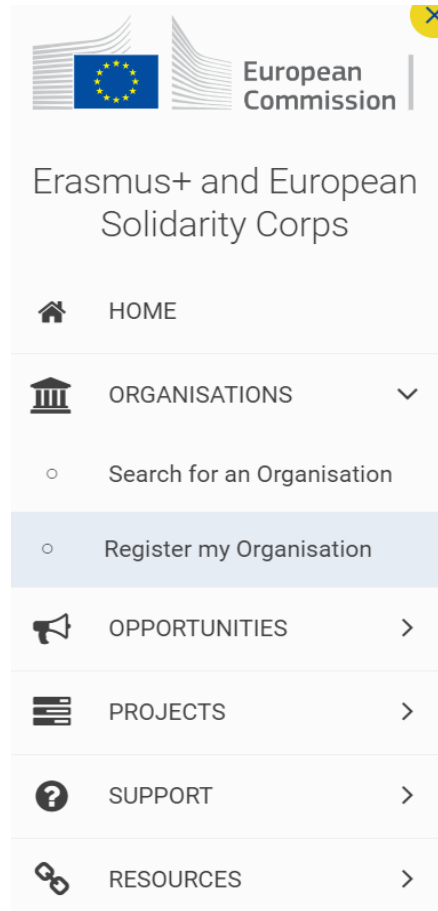 European
Commission
Erasmus+ and European
Solidarity Corps
HOME
ORGANISATIONS
Search for an Organisation
Register my Organisation
OPPORTUNITIES
PROJECTS
SUPPORT
RESOURCES